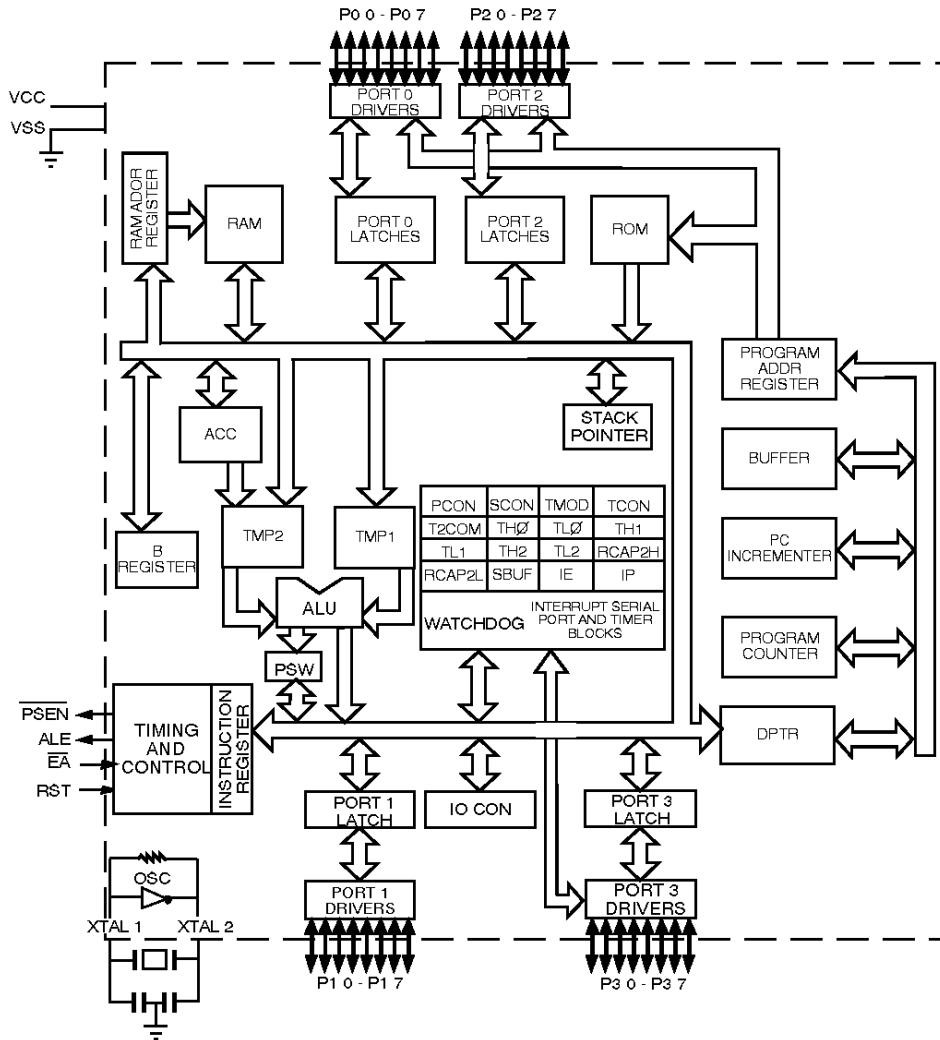 P0 0 - P0 7
P2 0 - P2 7
VCC
VSS
PORT 0
DRIVERS
PORT 2
DRIVERS
RAM ADDR
REGISTER
RAM
PORT 0
LATCHES
PORT 2
LATCHES
ROM
PROGRAM
ADDR
REGISTER
ACC
STACK
POINTER
BUFFER
B
REGISTER
TMP2
TMP1
PCON SCON TMOD TCON
T2COM THØ TLØ TH1
TL1 TH2 TL2 RCAP2H
RCAP2L SBUF IE IP
WATCHDOG
INTERRUPT SERIAL
PORT AND TIMER
BLOCKS
PC
INCREMENTER
ALU
PSW
PROGRAM
COUNTER
PSEN
ALE
EA
RST
TIMING
AND
CONTROL
INSTRUCTION
REGISTER
DPTR
PORT 1
LATCH
IO CON
PORT 3
LATCH
OSC
XTAL 1
XTAL 2
PORT 1
DRIVERS
PORT 3
DRIVERS
P1 0 - P1 7
P3 0 - P3 7